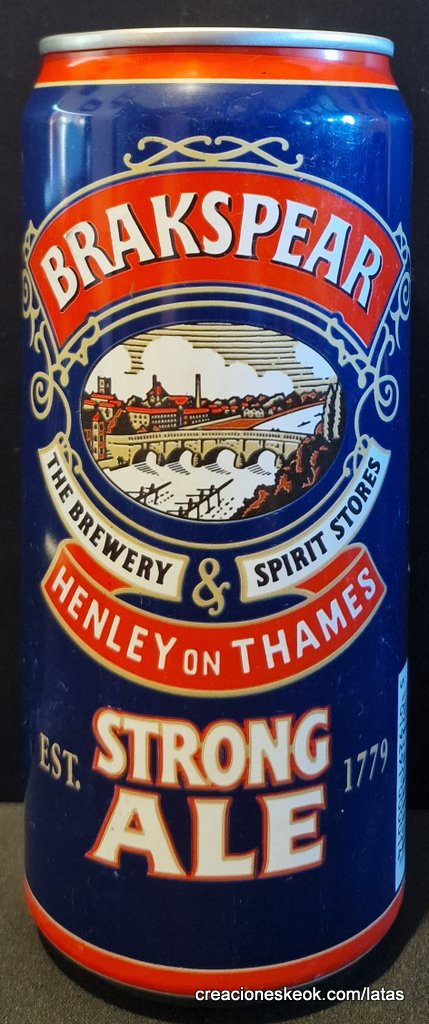 BRAKSPEAR
THE BREWERY & SPIRIT STORES
HENLEY ON THAMES
EST. STRONG 1779
ALE
creacioneskeok.com/latas